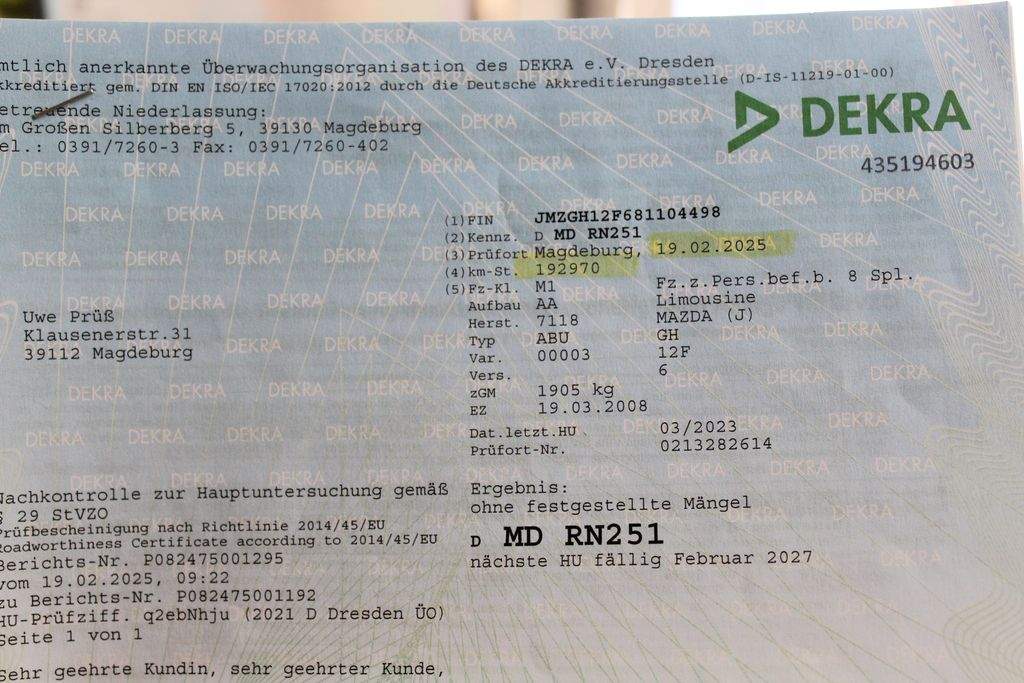 mtlich anerkannte Überwachungsorganisation des DEKRA e.V. Dresden
kkreditiert gem. DIN EN ISO/IEC 17020:2012 durch die Deutsche Akkreditierungsstelle (D-IS-11219-01-00)
etreuende Niederlassung:
m Großen Silberberg 5, 39130 Magdeburg
el.: 0391/7260-3 Fax: 0391/7260-402
DEKRA
435194603
(1) FIN JMZGH12F681104498
(2) Kennz. D MD RN251
(3) Prüfort Magdeburg, 19.02.2025
(4) km-St. 192970
(5) Fz-Kl. M1 Fz.z.Pers.bef.b. 8 Spl.
Aufbau AA Limousine
Herst. 7118 MAZDA (J)
Typ ABU GH
Var. 00003 12F
Vers. 6
zGM 1905 kg
EZ 19.03.2008
Dat.letzt.HU 03/2023
Prüfort-Nr. 0213282614
Uwe Prüß
Klausenerstr.31
39112 Magdeburg
Nachkontrolle zur Hauptuntersuchung gemäß
§ 29 StVZO
Prüfbescheinigung nach Richtlinie 2014/45/EU
Roadworthiness Certificate according to 2014/45/EU
Berichts-Nr. P082475001295
vom 19.02.2025, 09:22
zu Berichts-Nr. P082475001192
HU-Prüfziff. q2ebNhju (2021 D Dresden ÜO)
Seite 1 von 1
Ergebnis:
ohne festgestellte Mängel
D MD RN251
nächste HU fällig Februar 2027
Sehr geehrte Kundin, sehr geehrter Kunde,